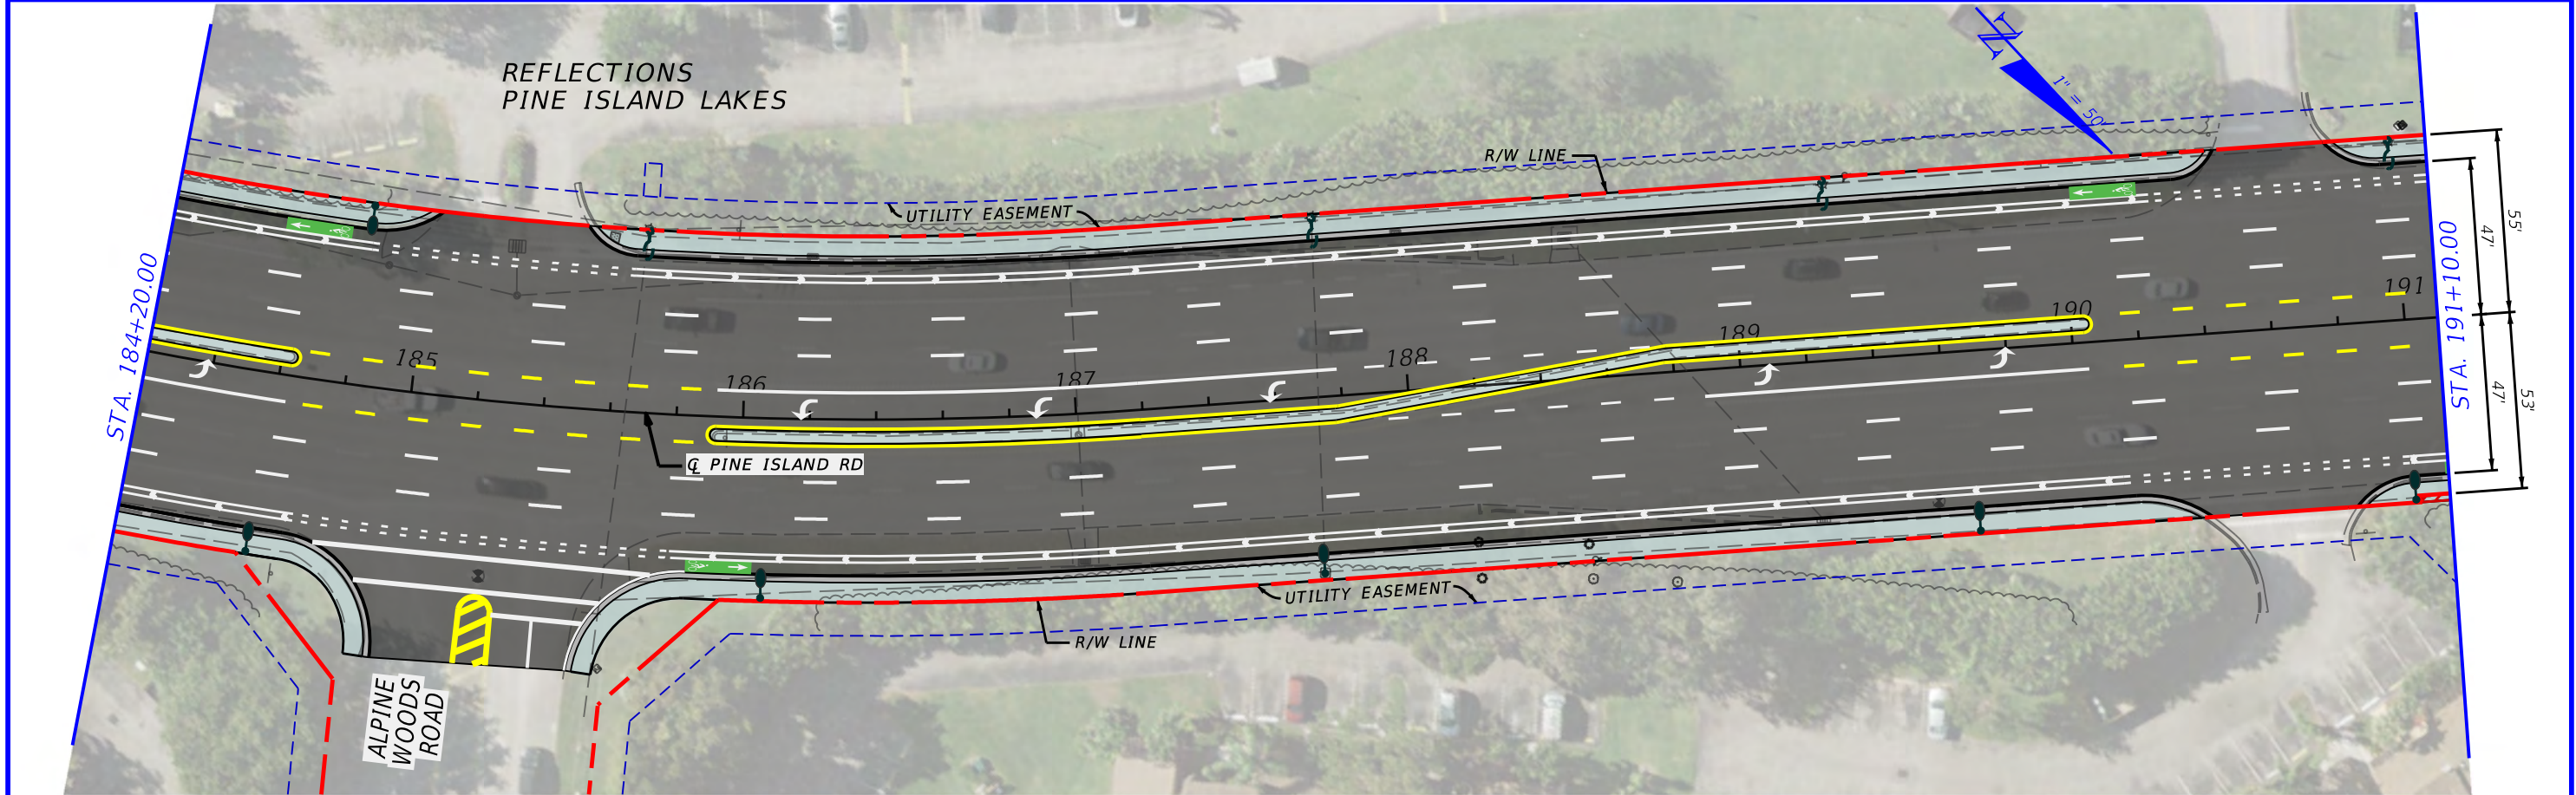 REFLECTIONS
PINE ISLAND LAKES
N
1" = 50'
R/W LINE
UTILITY EASEMENT
STA. 184+20.00
STA. 191+10.00
55'
47'
47'
53'
185
186
187
188
189
190
191
℄ PINE ISLAND RD
UTILITY EASEMENT
R/W LINE
ALPINE
WOODS
ROAD